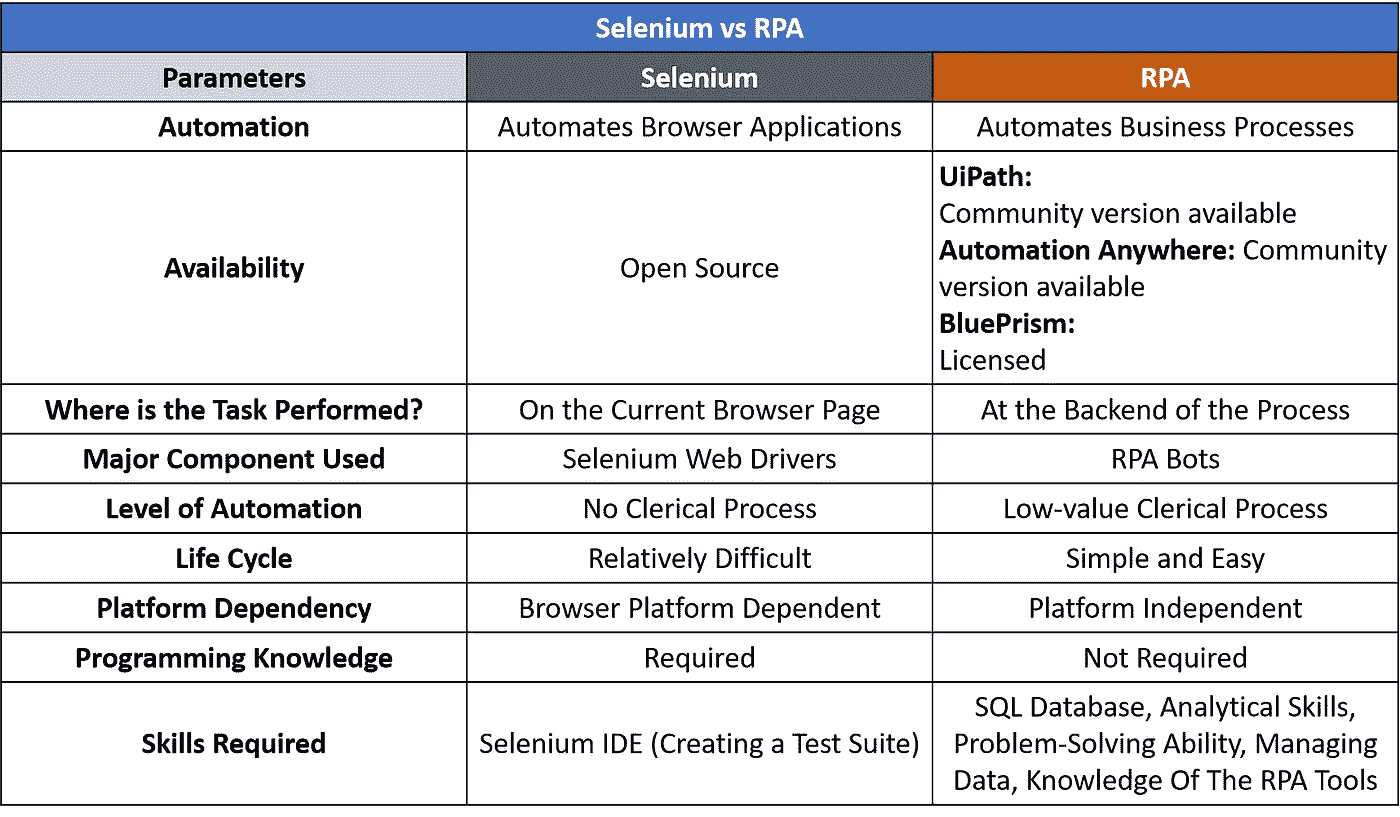 Selenium vs RPA
Parameters
Selenium
RPA
Automation
Automates Browser Applications
Automates Business Processes
Availability
Open Source
UiPath:
Community version available
Automation Anywhere: Community
version available
BluePrism:
Licensed
Where is the Task Performed?
On the Current Browser Page
At the Backend of the Process
Major Component Used
Selenium Web Drivers
RPA Bots
Level of Automation
No Clerical Process
Low-value Clerical Process
Life Cycle
Relatively Difficult
Simple and Easy
Platform Dependency
Browser Platform Dependent
Platform Independent
Programming Knowledge
Required
Not Required
Skills Required
Selenium IDE (Creating a Test Suite)
SQL Database, Analytical Skills,
Problem-Solving Ability, Managing
Data, Knowledge Of The RPA Tools